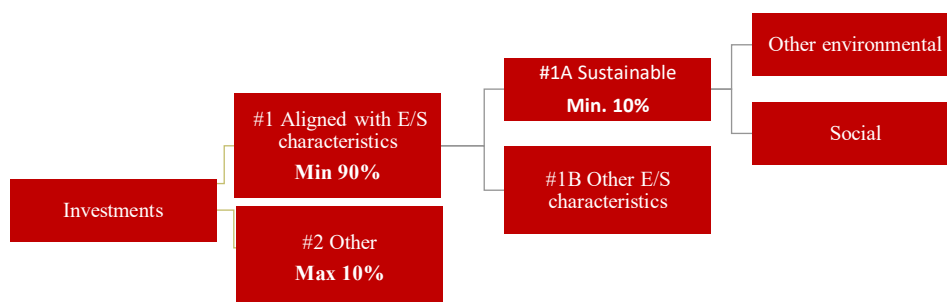 Investments
#1 Aligned with E/S
characteristics
Min 90%
#2 Other
Max 10%
#1A Sustainable
Min. 10%
#1B Other E/S
characteristics
Other environmental
Social